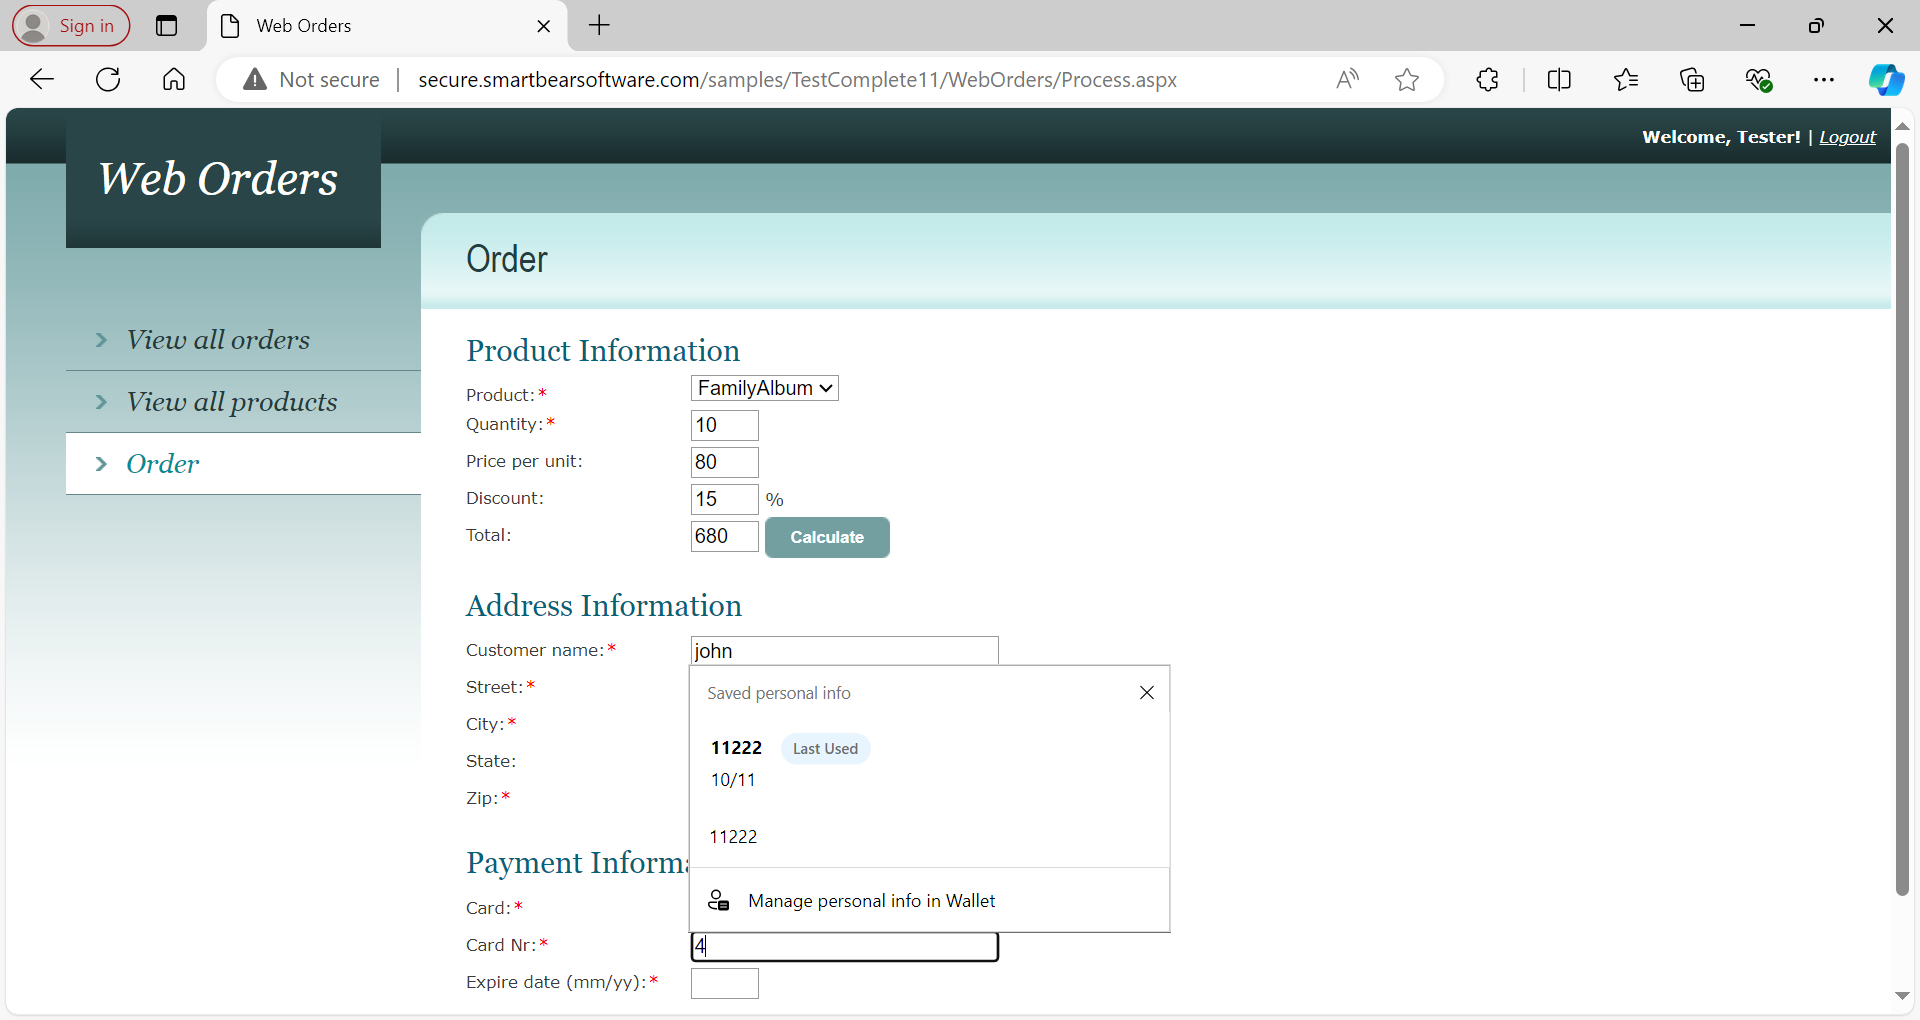 Sign in
Web Orders
Not secure
secure.smartbearsoftware.com/samples/TestComplete11/WebOrders/Process.aspx
Welcome, Tester! | Logout
Web Orders
Order
View all orders
View all products
Order
Product Information
Product:* FamilyAlbum
Quantity:* 10
Price per unit: 80
Discount: 15 %
Total: 680 Calculate
Address Information
Customer name:* john
Street:*
City:*
State:
Zip:*
Saved personal info
11222 Last Used
10/11
11222
Manage personal info in Wallet
Payment Inform
Card:*
Card Nr:* 4
Expire date (mm/yy):*